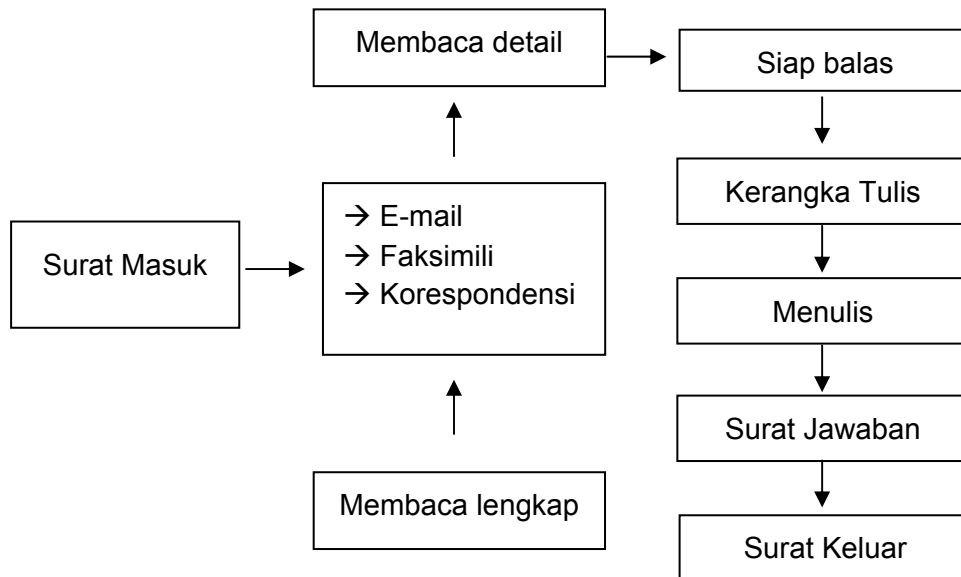 Membaca detail
Siap balas
Kerangka Tulis
→ E-mail
→ Faksimili
→ Korespondensi
Surat Masuk
Menulis
Surat Jawaban
Membaca lengkap
Surat Keluar